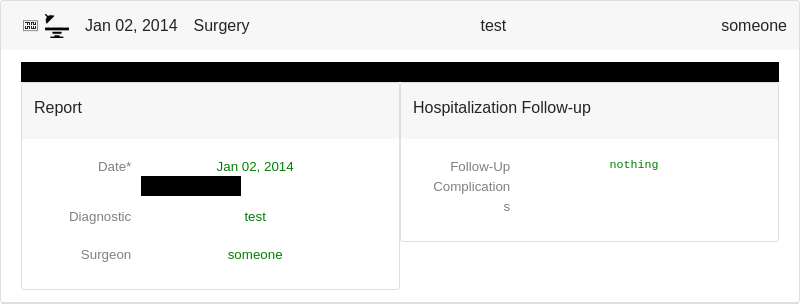 Jan 02, 2014 Surgery test someone
Report
Hospitalization Follow-up
Date* Jan 02, 2014
Diagnostic test
Surgeon someone
Follow-Up nothing
Complication
s